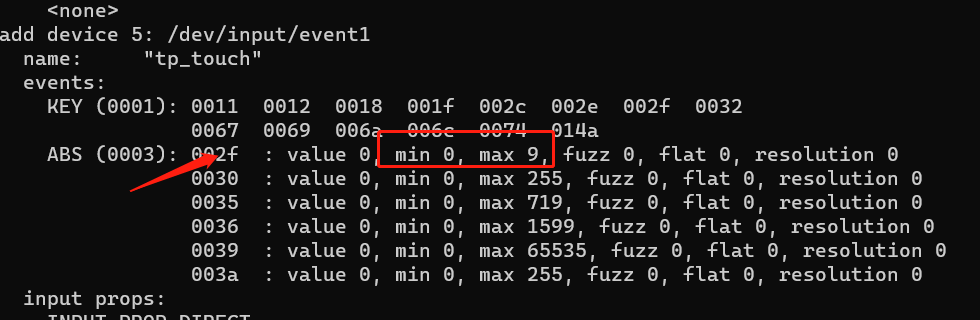 <none>
add device 5: /dev/input/event1
name: "tp_touch"
events:
KEY (0001): 0011 0012 0018 001f 002c 002e 002f 0032
0067 0069 006a 006c 0074 014a
ABS (0003): 002f : value 0, min 0, max 9, fuzz 0, flat 0, resolution 0
0030 : value 0, min 0, max 255, fuzz 0, flat 0, resolution 0
0035 : value 0, min 0, max 719, fuzz 0, flat 0, resolution 0
0036 : value 0, min 0, max 1599, fuzz 0, flat 0, resolution 0
0039 : value 0, min 0, max 65535, fuzz 0, flat 0, resolution 0
003a : value 0, min 0, max 255, fuzz 0, flat 0, resolution 0
input props:
INPUT_PROP_DIRECT